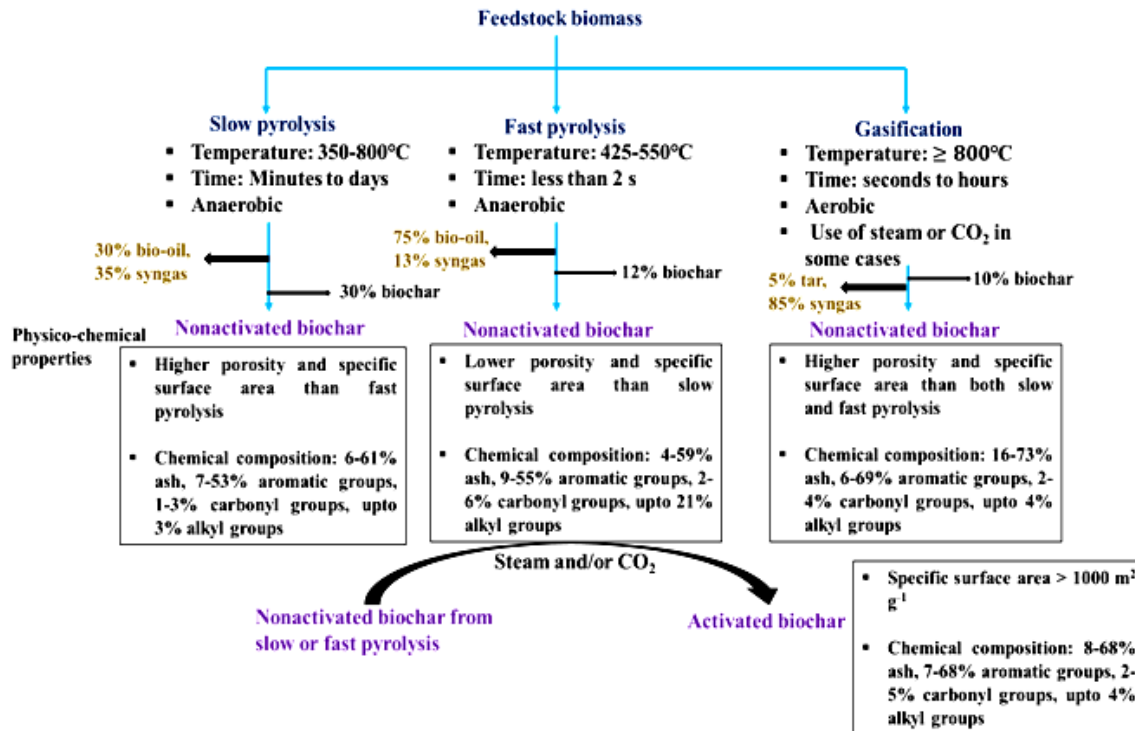 Feedstock biomass
Slow pyrolysis
▪ Temperature: 350-800°C
▪ Time: Minutes to days
▪ Anaerobic
30% bio-oil,
35% syngas
30% biochar
Nonactivated biochar
Fast pyrolysis
▪ Temperature: 425-550°C
▪ Time: less than 2 s
▪ Anaerobic
75% bio-oil,
13% syngas
12% biochar
Nonactivated biochar
Gasification
▪ Temperature: ≥ 800°C
▪ Time: seconds to hours
▪ Aerobic
▪ Use of steam or CO₂ in
some cases
5% tar,
85% syngas
10% biochar
Nonactivated biochar
Physico-chemical
properties
▪ Higher porosity and specific
surface area than fast
pyrolysis
▪ Chemical composition: 6-61%
ash, 7-53% aromatic groups,
1-3% carbonyl groups, upto
3% alkyl groups
▪ Lower porosity and specific
surface area than slow
pyrolysis
▪ Chemical composition: 4-59%
ash, 9-55% aromatic groups, 2-
6% carbonyl groups, upto 21%
alkyl groups
▪ Higher porosity and specific
surface area than both slow
and fast pyrolysis
▪ Chemical composition: 16-73%
ash, 6-69% aromatic groups, 2-
4% carbonyl groups, upto 4%
alkyl groups
Steam and/or CO₂
Nonactivated biochar from
slow or fast pyrolysis
Activated biochar
▪ Specific surface area > 1000 m²
g⁻¹
▪ Chemical composition: 8-68%
ash, 7-68% aromatic groups, 2-
5% carbonyl groups, upto 4%
alkyl groups